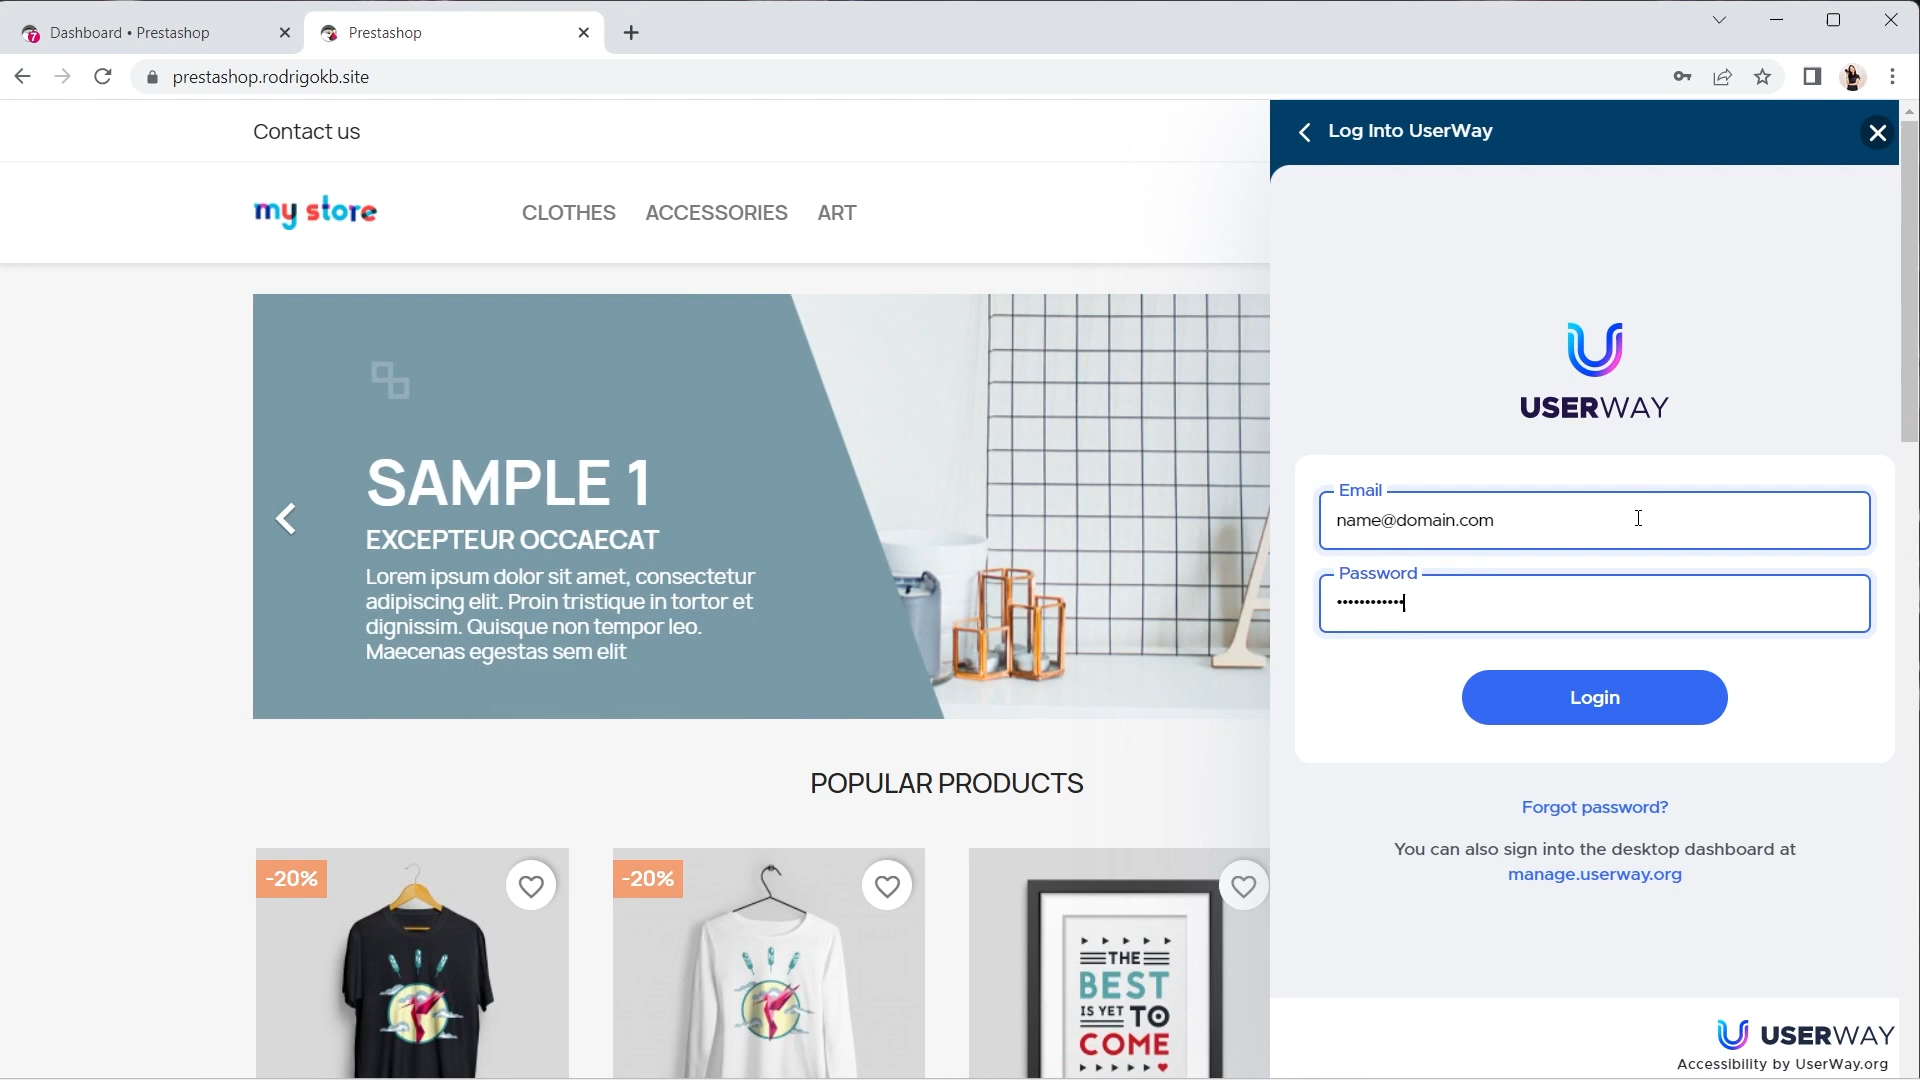 Dashboard • Prestashop
Prestashop
prestashop.rodrigokb.site
Contact us
my store
CLOTHES ACCESSORIES ART
SAMPLE 1
EXCEPTEUR OCCAECAT
Lorem ipsum dolor sit amet, consectetur
adipiscing elit. Proin tristique in tortor et
dignissim. Quisque non tempor leo.
Maecenas egestas sem elit
POPULAR PRODUCTS
-20%
-20%
THE
BEST
IS YET TO
COME
Log Into UserWay
USERWAY
Email
name@domain.com
Password
••••••••••••
Login
Forgot password?
You can also sign into the desktop dashboard at
manage.userway.org
USERWAY
Accessibility by UserWay.org